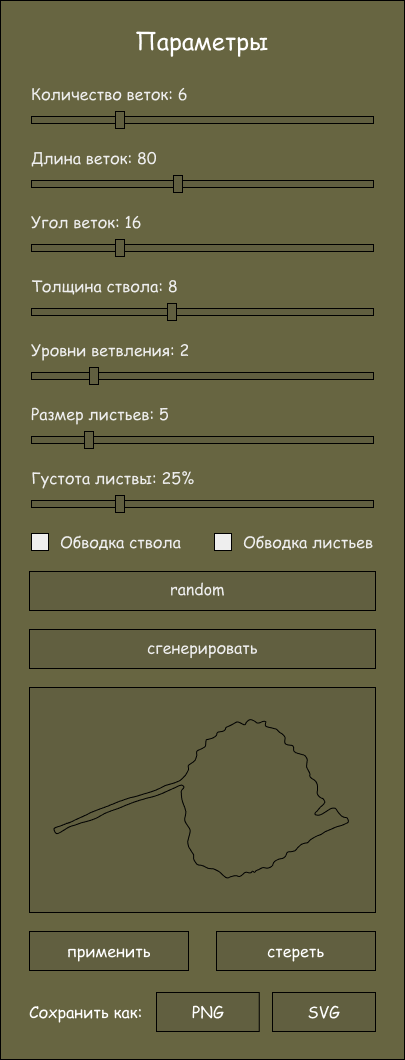 Параметры
Количество веток: 6
Длина веток: 80
Угол веток: 16
Толщина ствола: 8
Уровни ветвления: 2
Размер листьев: 5
Густота листвы: 25%
Обводка ствола Обводка листьев
random
сгенерировать
применить стереть
Сохранить как: PNG SVG